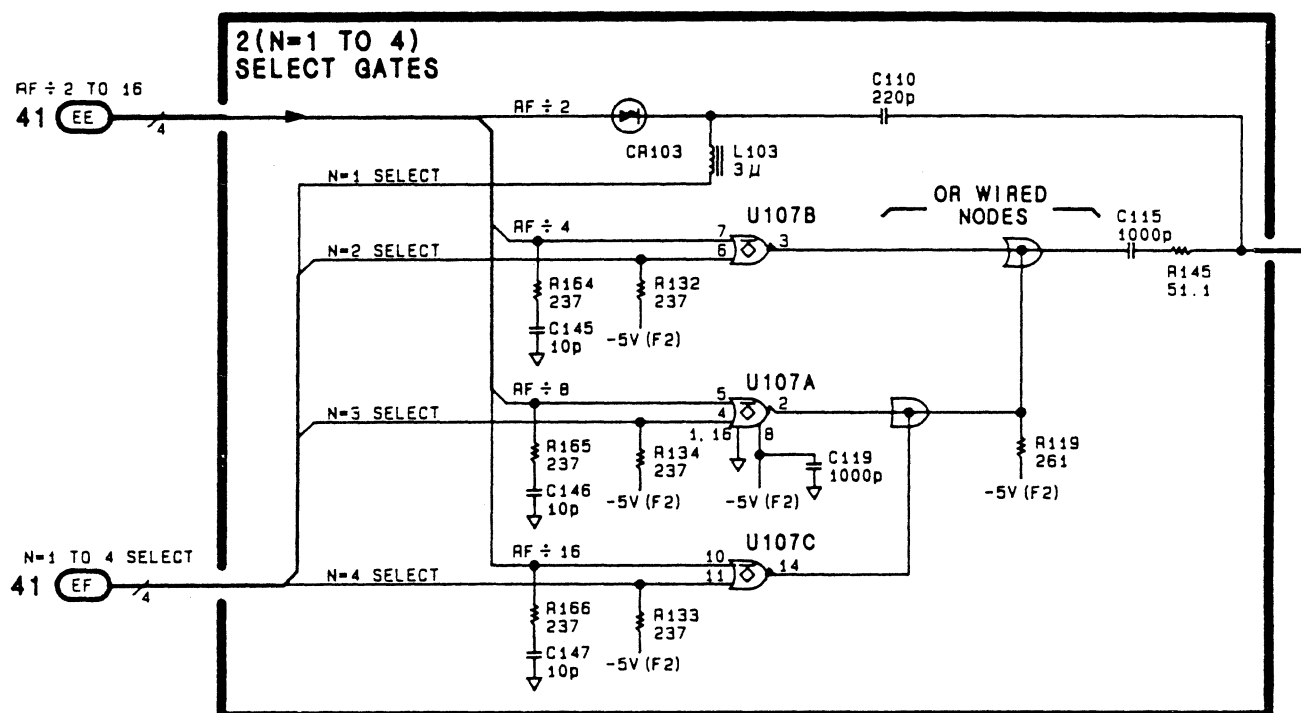 2(N=1 TO 4)
SELECT GATES
RF÷2 TO 16
41 EE
4
RF÷2
CR103
C110
220p
L103
3μ
N=1 SELECT
OR WIRED
NODES
U107B
RF÷4
7
6
3
N=2 SELECT
C115
1000p
R145
51.1
R164
237
R132
237
C145
10p
-5V(F2)
U107A
RF÷8
5
4
2
N=3 SELECT
1,16
8
R165
237
R134
237
C119
1000p
R119
261
C146
10p
-5V(F2)
-5V(F2)
-5V(F2)
N=1 TO 4 SELECT
41 EF
4
U107C
RF÷16
10
11
14
N=4 SELECT
R166
237
R133
237
C147
10p
-5V(F2)